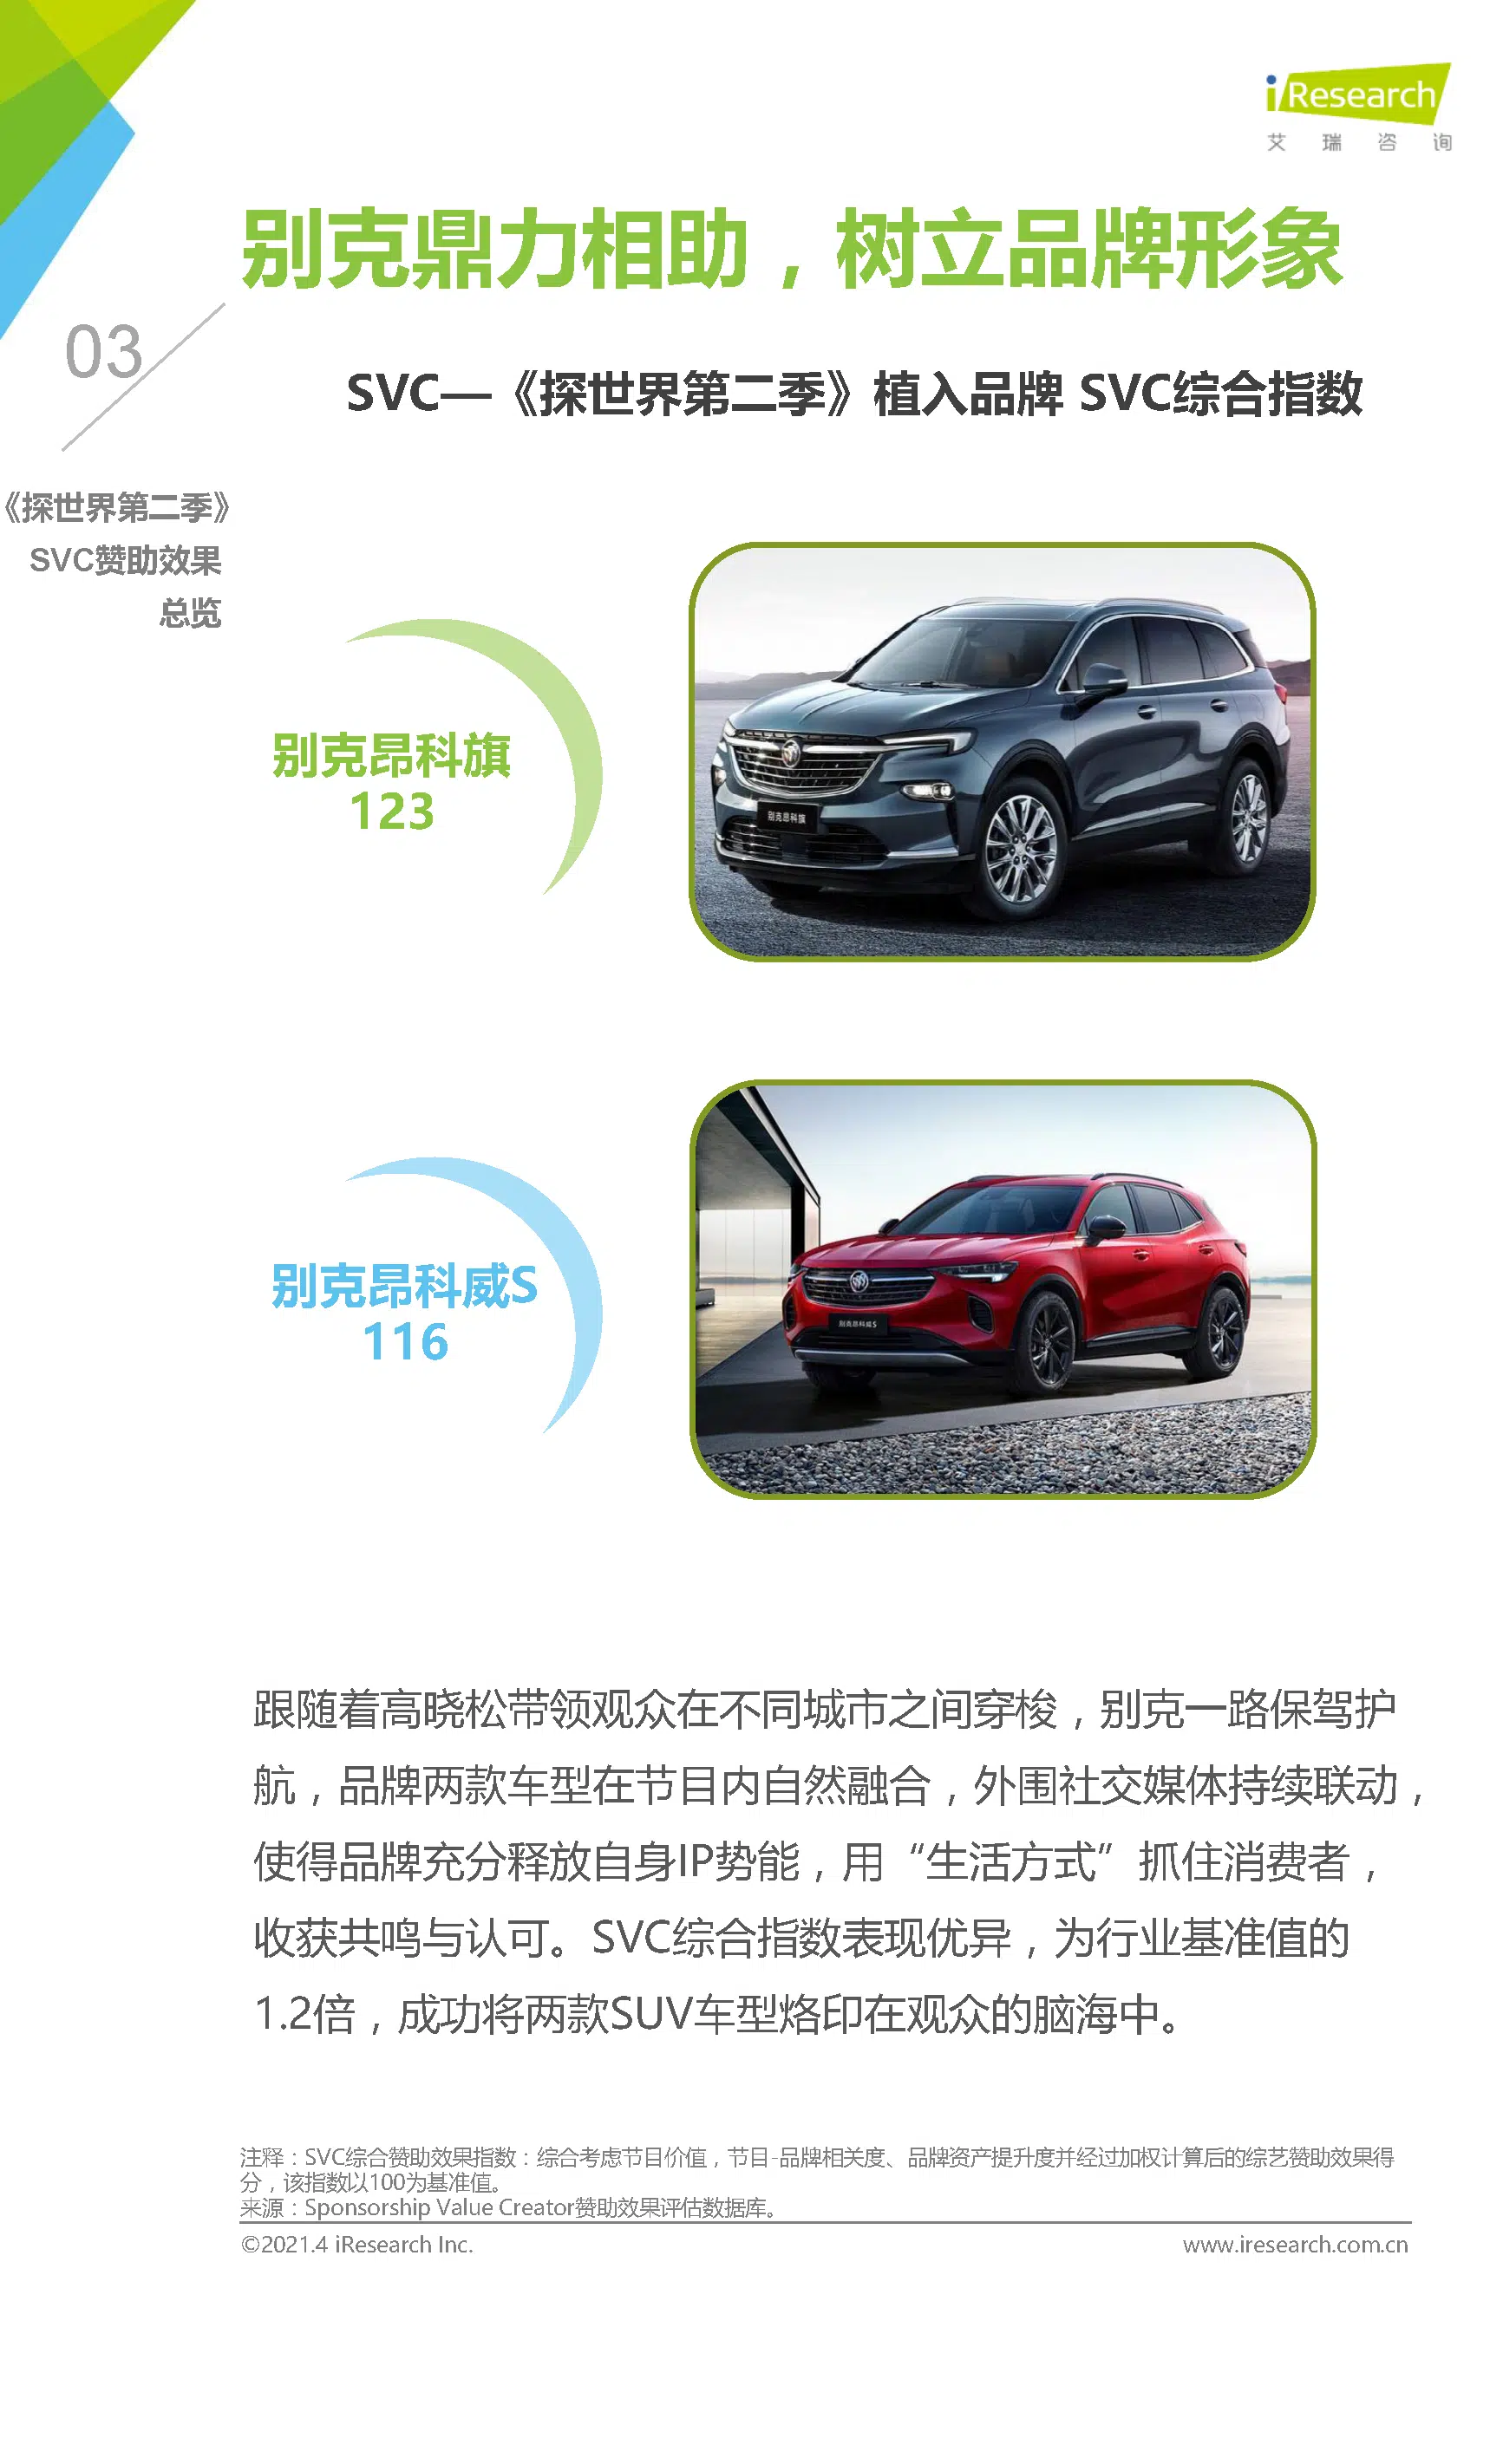 iResearch
艾瑞咨询
别克鼎力相助，树立品牌形象
03
SVC—《探世界第二季》植入品牌 SVC综合指数
《探世界第二季》
SVC赞助效果
总览
别克昂科旗
123
别克昂科旗
别克昂科威S
116
别克昂科威S
跟随着高晓松带领观众在不同城市之间穿梭，别克一路保驾护
航，品牌两款车型在节目内自然融合，外围社交媒体持续联动，
使得品牌充分释放自身IP势能，用“生活方式”抓住消费者，
收获共鸣与认可。SVC综合指数表现优异，为行业基准值的
1.2倍，成功将两款SUV车型烙印在观众的脑海中。
注释：SVC综合赞助效果指数：综合考虑节目价值，节目-品牌相关度、品牌资产提升度并经过加权计算后的综艺赞助效果得
分，该指数以100为基准值。
来源：Sponsorship Value Creator赞助效果评估数据库。
©2021.4 iResearch Inc.
www.iresearch.com.cn